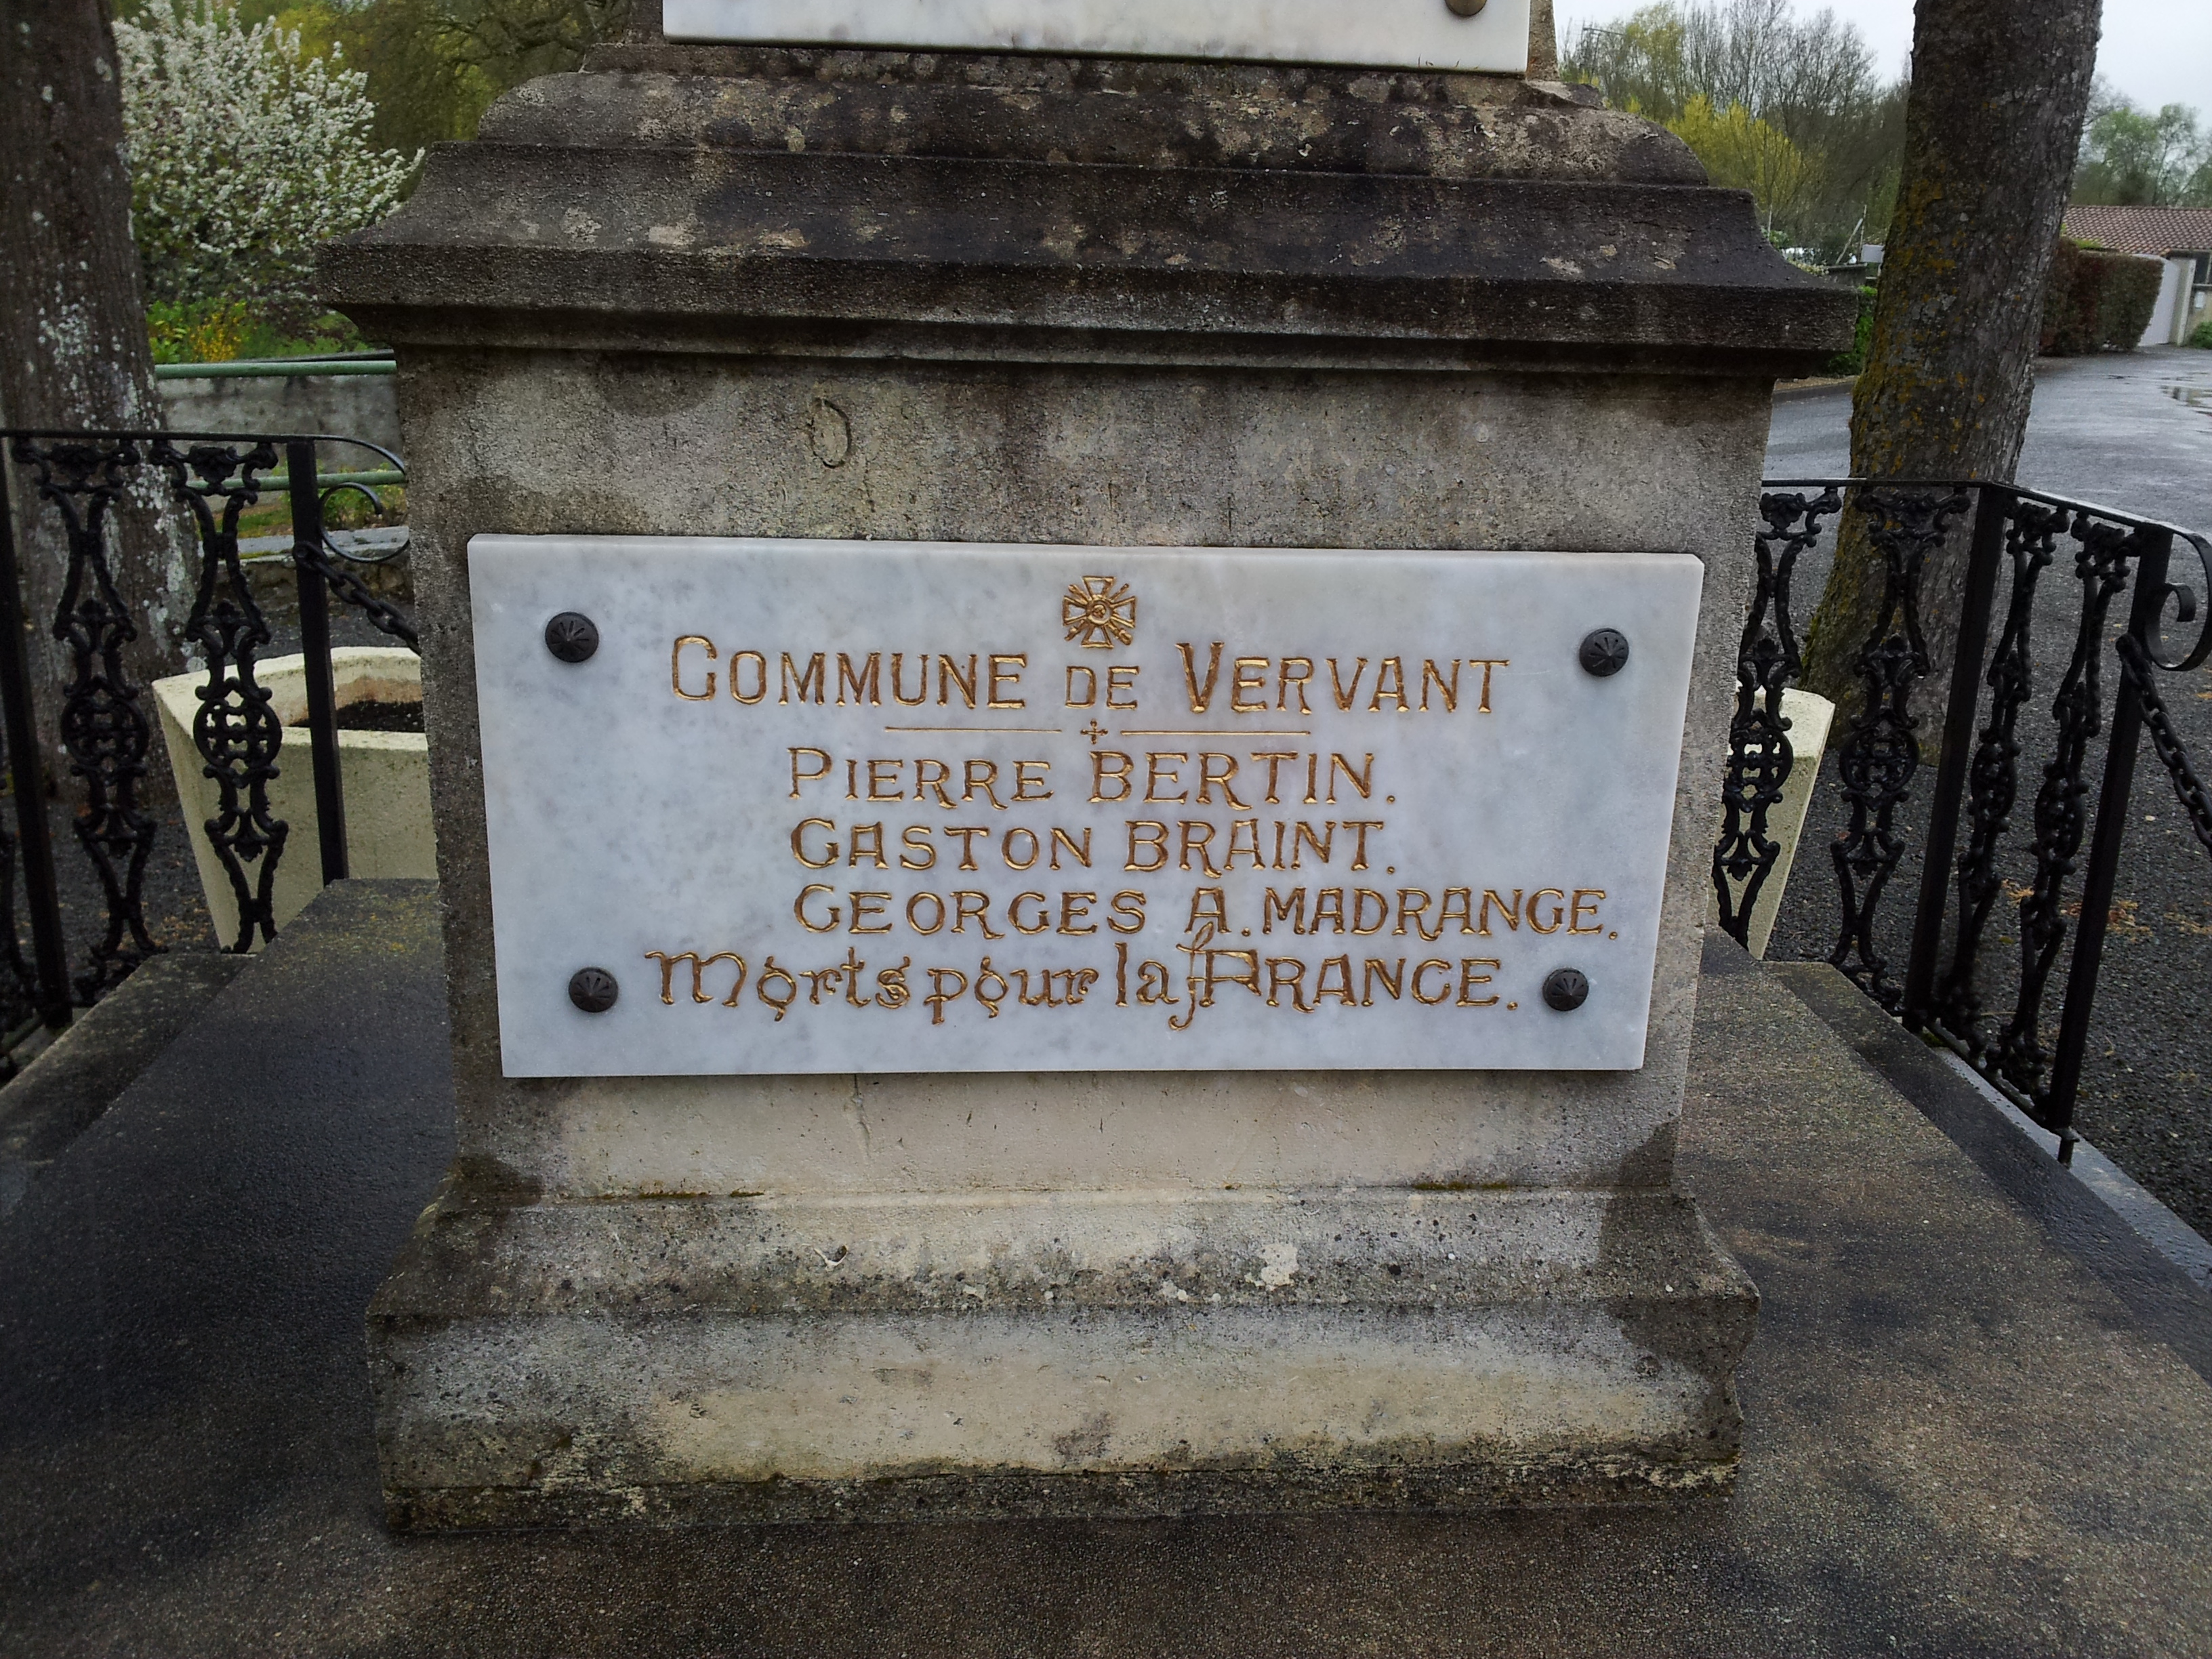 COMMUNE DE VERVANT
PIERRE BERTIN.
GASTON BRAINT.
GEORGES A. MADRANGE.
Morts pour la FRANCE.